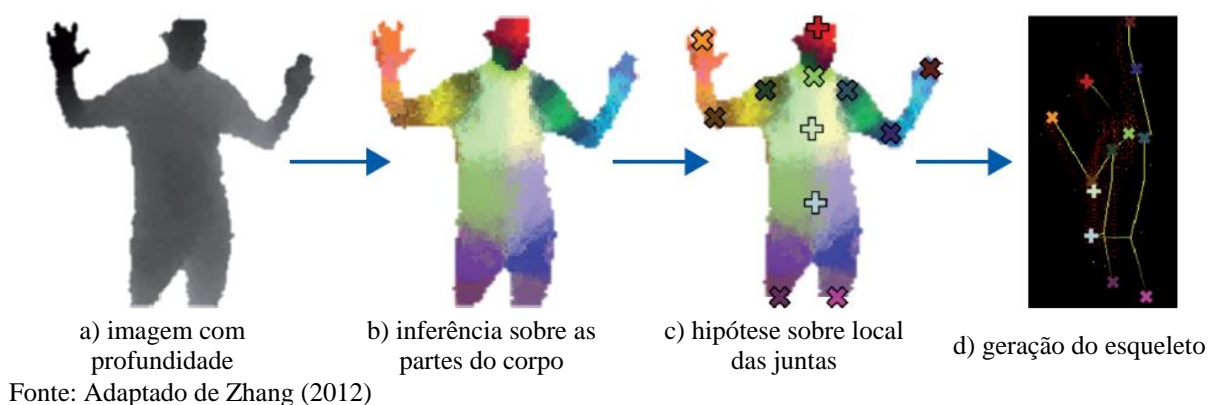 a) imagem com
profundidade
b) inferência sobre as
partes do corpo
c) hipótese sobre local
das juntas
d) geração do esqueleto
Fonte: Adaptado de Zhang (2012)